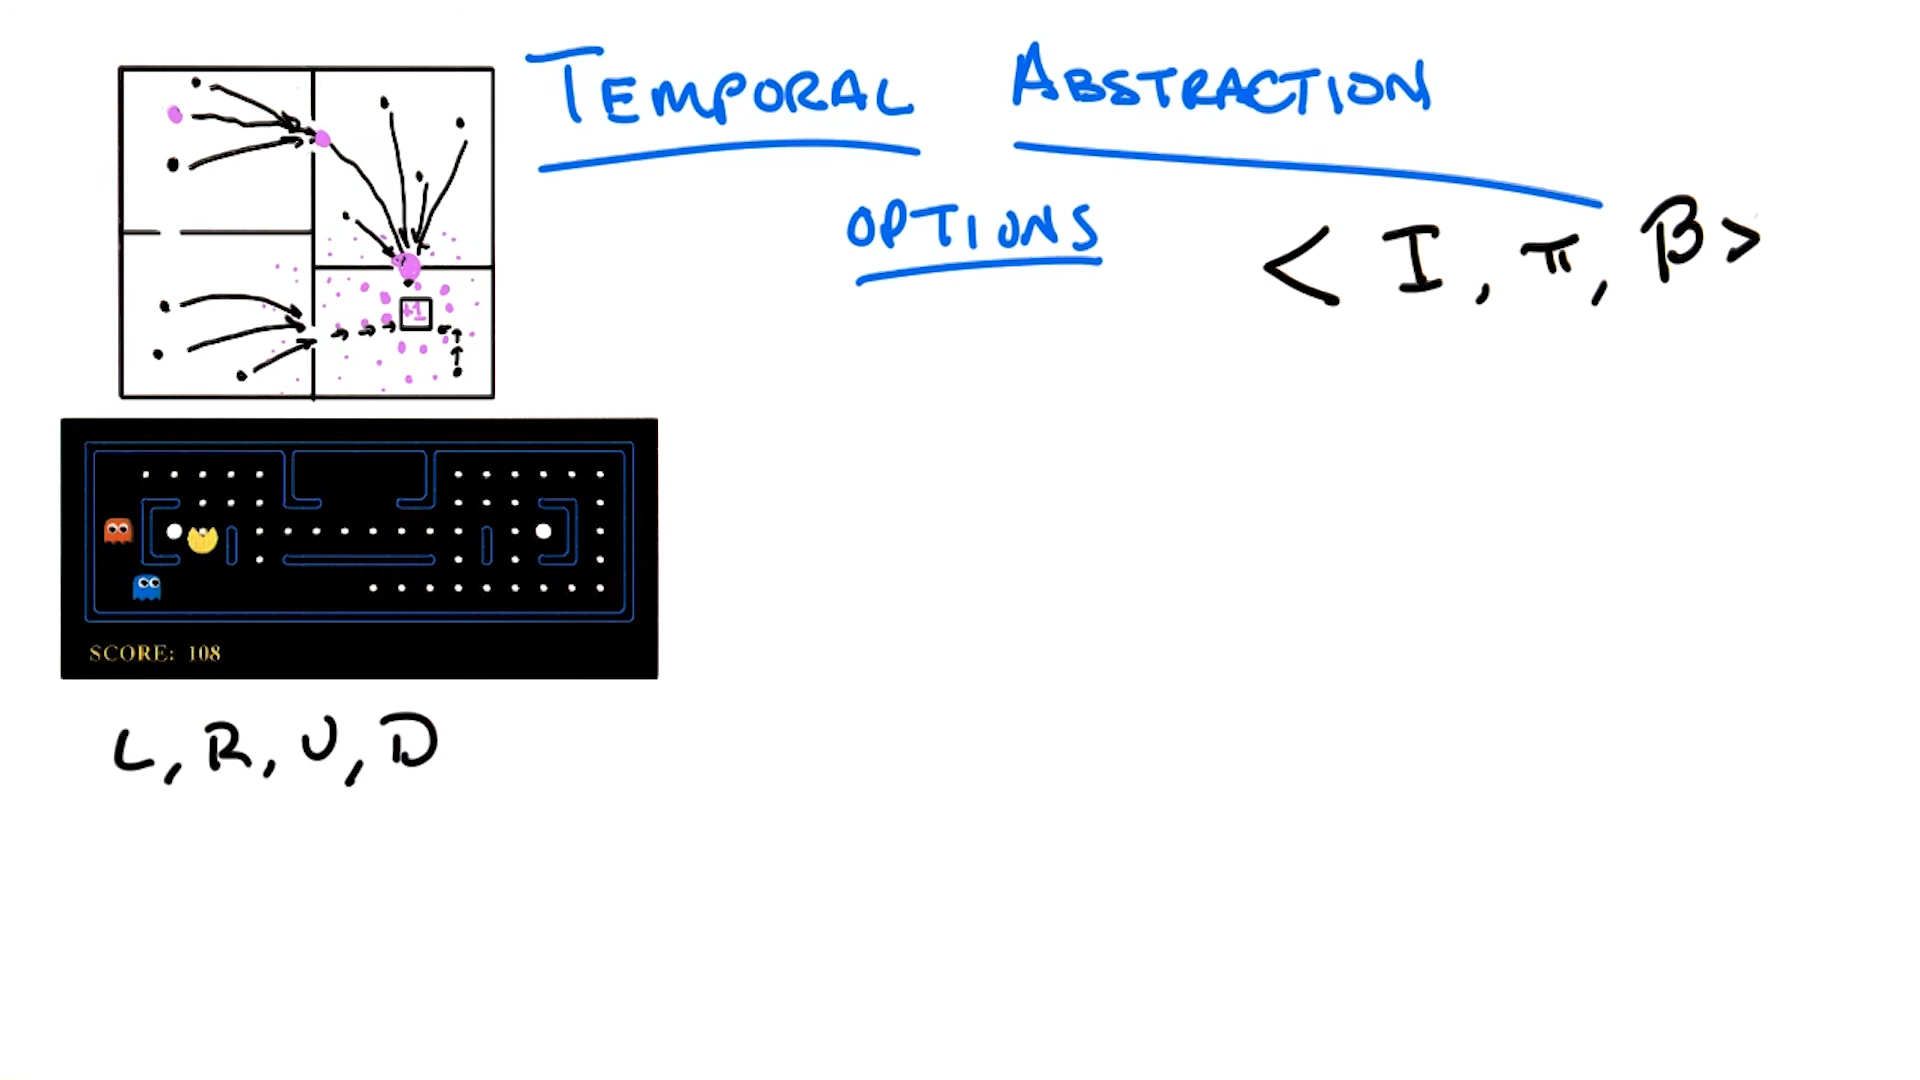 TEMPORAL ABSTRACTION
OPTIONS
< I, π, β >
+1
SCORE: 108
L, R, U, D